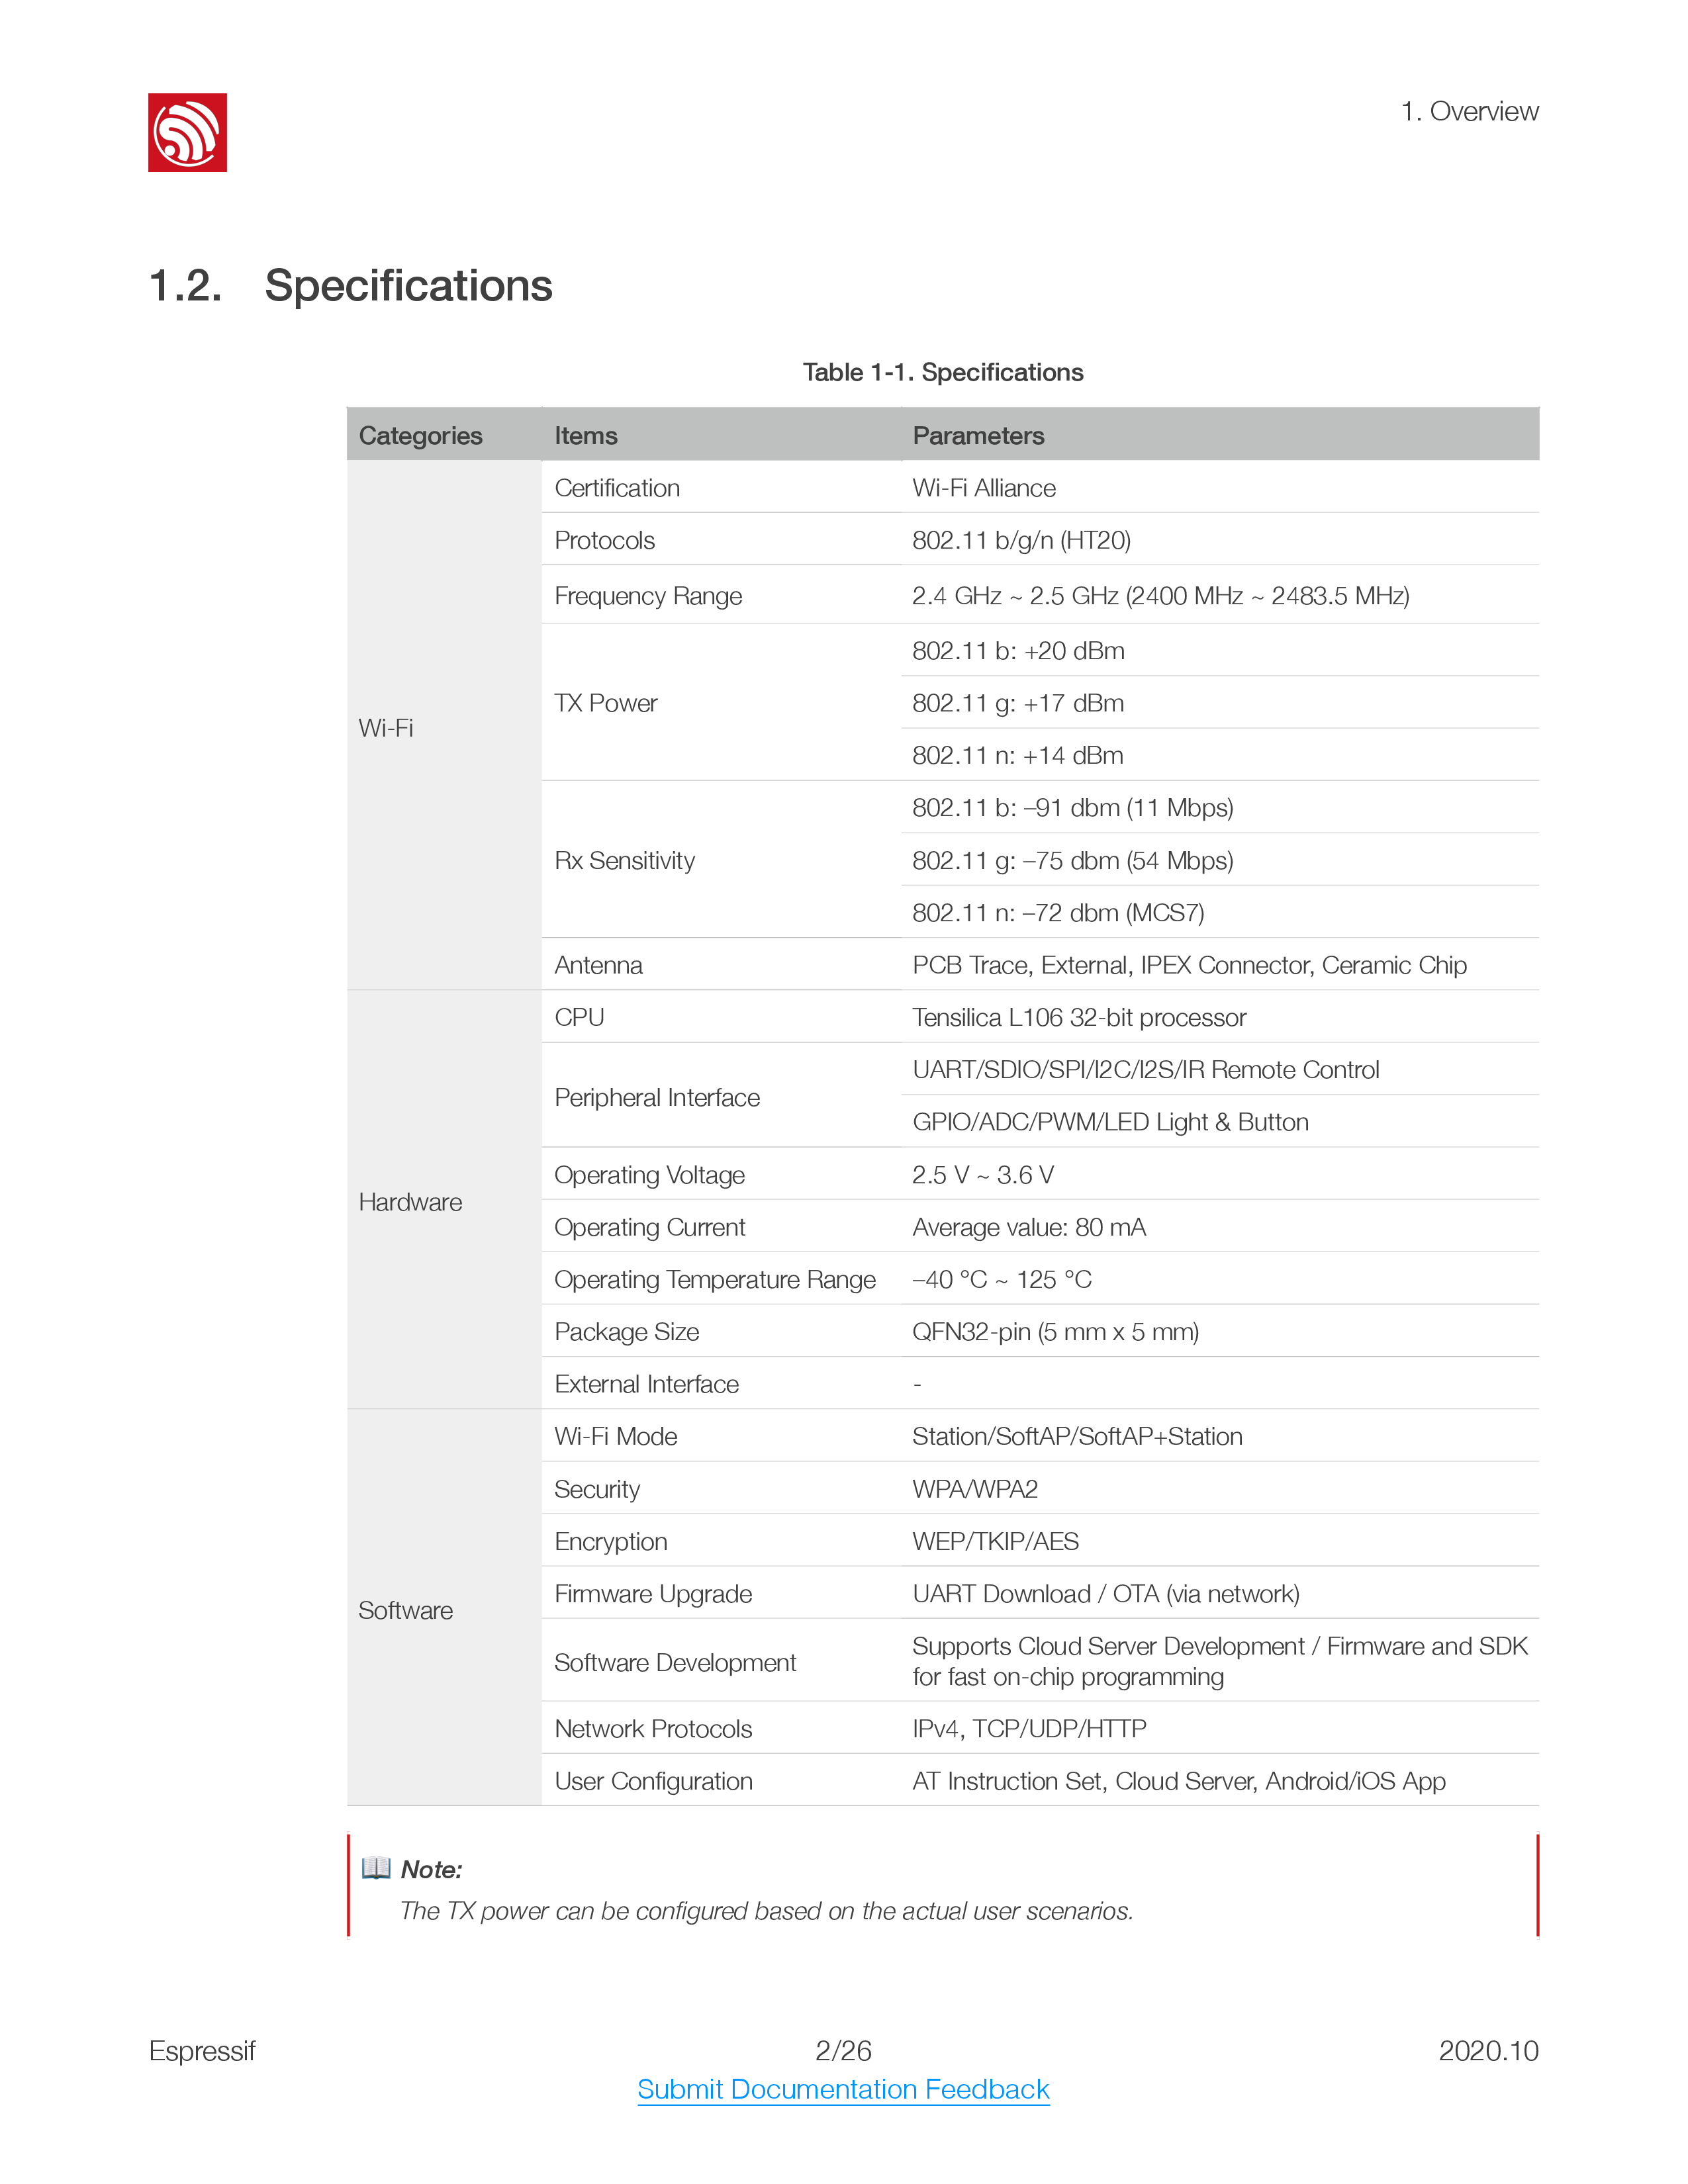 1. Overview
1.2. Specifications
Table 1-1. Specifications
Categories Items Parameters
Wi-Fi
Certification Wi-Fi Alliance
Protocols 802.11 b/g/n (HT20)
Frequency Range 2.4 GHz ~ 2.5 GHz (2400 MHz ~ 2483.5 MHz)
TX Power
802.11 b: +20 dBm
802.11 g: +17 dBm
802.11 n: +14 dBm
Rx Sensitivity
802.11 b: –91 dbm (11 Mbps)
802.11 g: –75 dbm (54 Mbps)
802.11 n: –72 dbm (MCS7)
Antenna PCB Trace, External, IPEX Connector, Ceramic Chip
Hardware
CPU Tensilica L106 32-bit processor
Peripheral Interface
UART/SDIO/SPI/I2C/I2S/IR Remote Control
GPIO/ADC/PWM/LED Light & Button
Operating Voltage 2.5 V ~ 3.6 V
Operating Current Average value: 80 mA
Operating Temperature Range –40 °C ~ 125 °C
Package Size QFN32-pin (5 mm x 5 mm)
External Interface -
Software
Wi-Fi Mode Station/SoftAP/SoftAP+Station
Security WPA/WPA2
Encryption WEP/TKIP/AES
Firmware Upgrade UART Download / OTA (via network)
Software Development
Supports Cloud Server Development / Firmware and SDK
for fast on-chip programming
Network Protocols IPv4, TCP/UDP/HTTP
User Configuration AT Instruction Set, Cloud Server, Android/iOS App
Note:
The TX power can be configured based on the actual user scenarios.
Espressif 2/26 2020.10
Submit Documentation Feedback